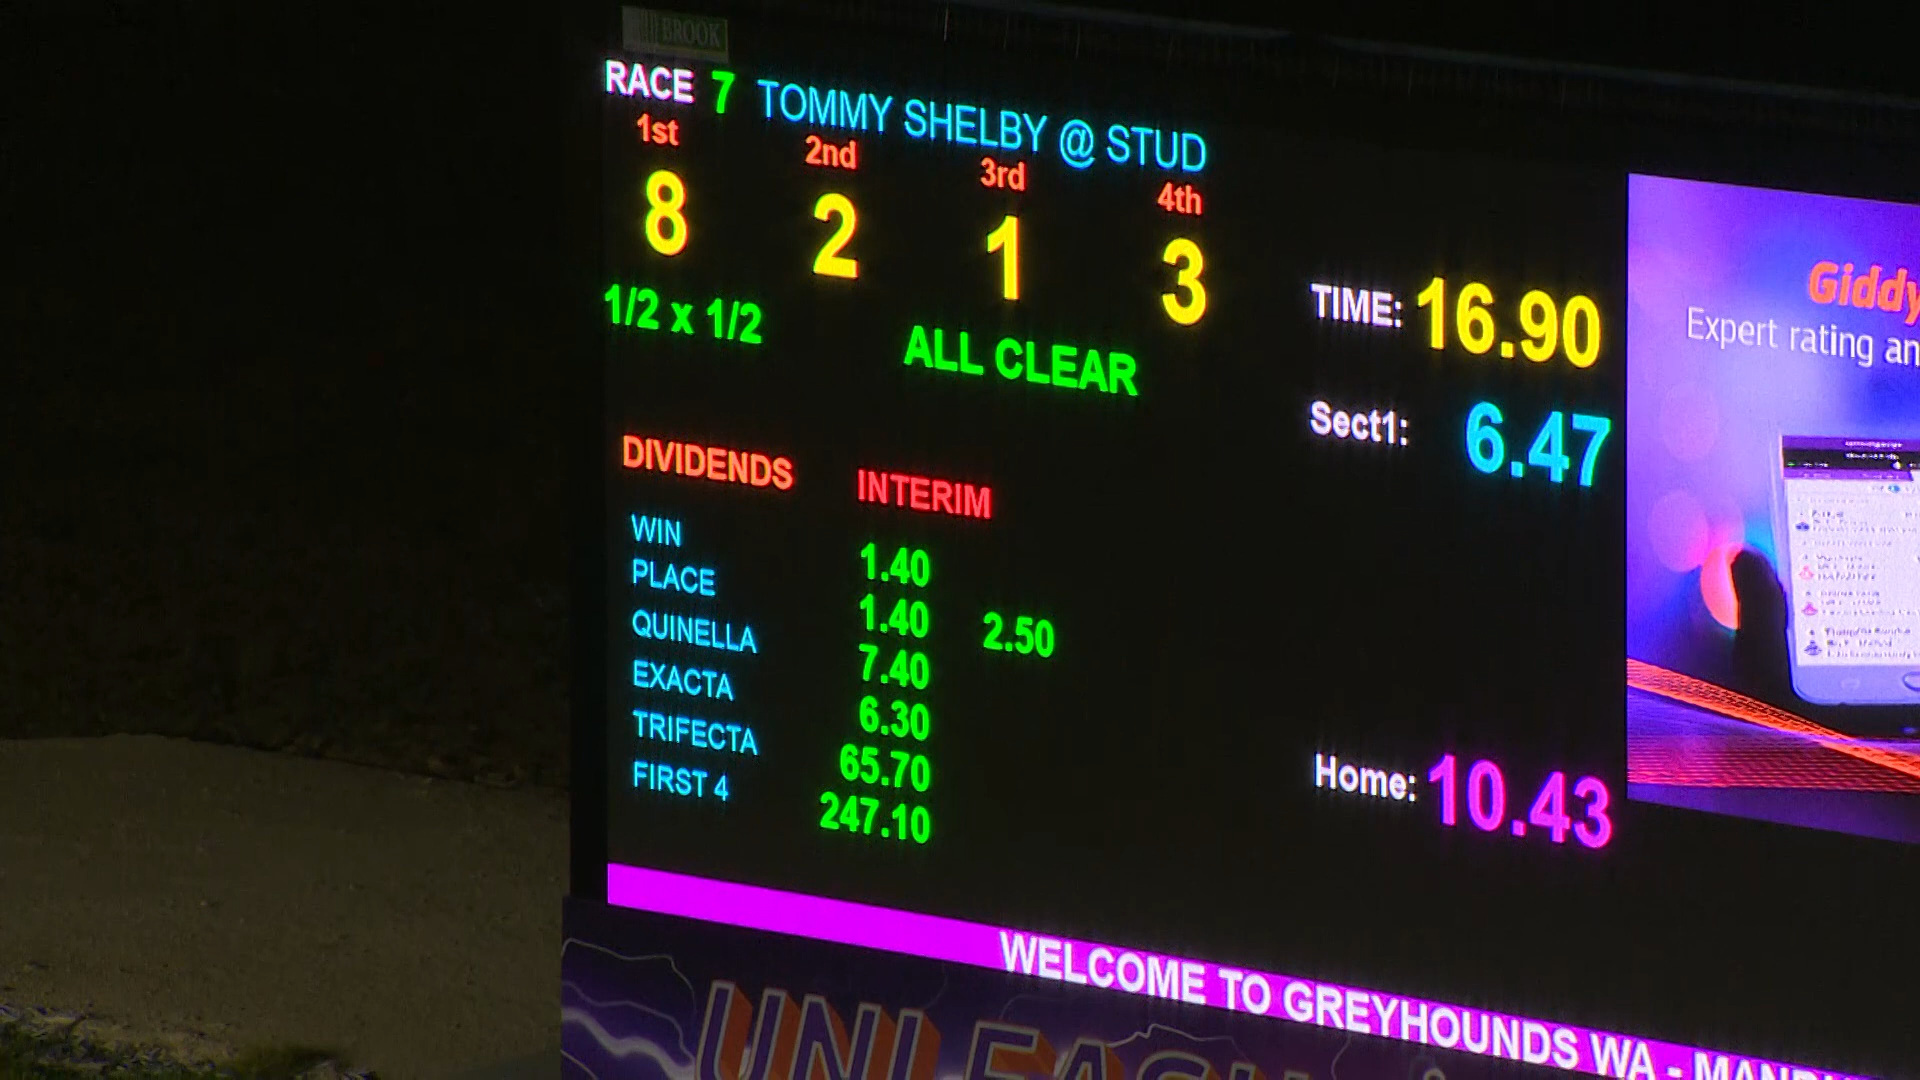 BROOK
RACE 7 TOMMY SHELBY @ STUD
1st 2nd 3rd 4th
8 2 1 3
1/2 x 1/2
ALL CLEAR
TIME: 16.90
Sect1: 6.47
DIVIDENDS INTERIM
WIN 1.40
PLACE 1.40 2.50
QUINELLA 7.40
EXACTA 6.30
TRIFECTA 65.70
FIRST 4 247.10
Home: 10.43
Giddy
Expert rating an
WELCOME TO GREYHOUNDS WA - MAND
UNLEASH